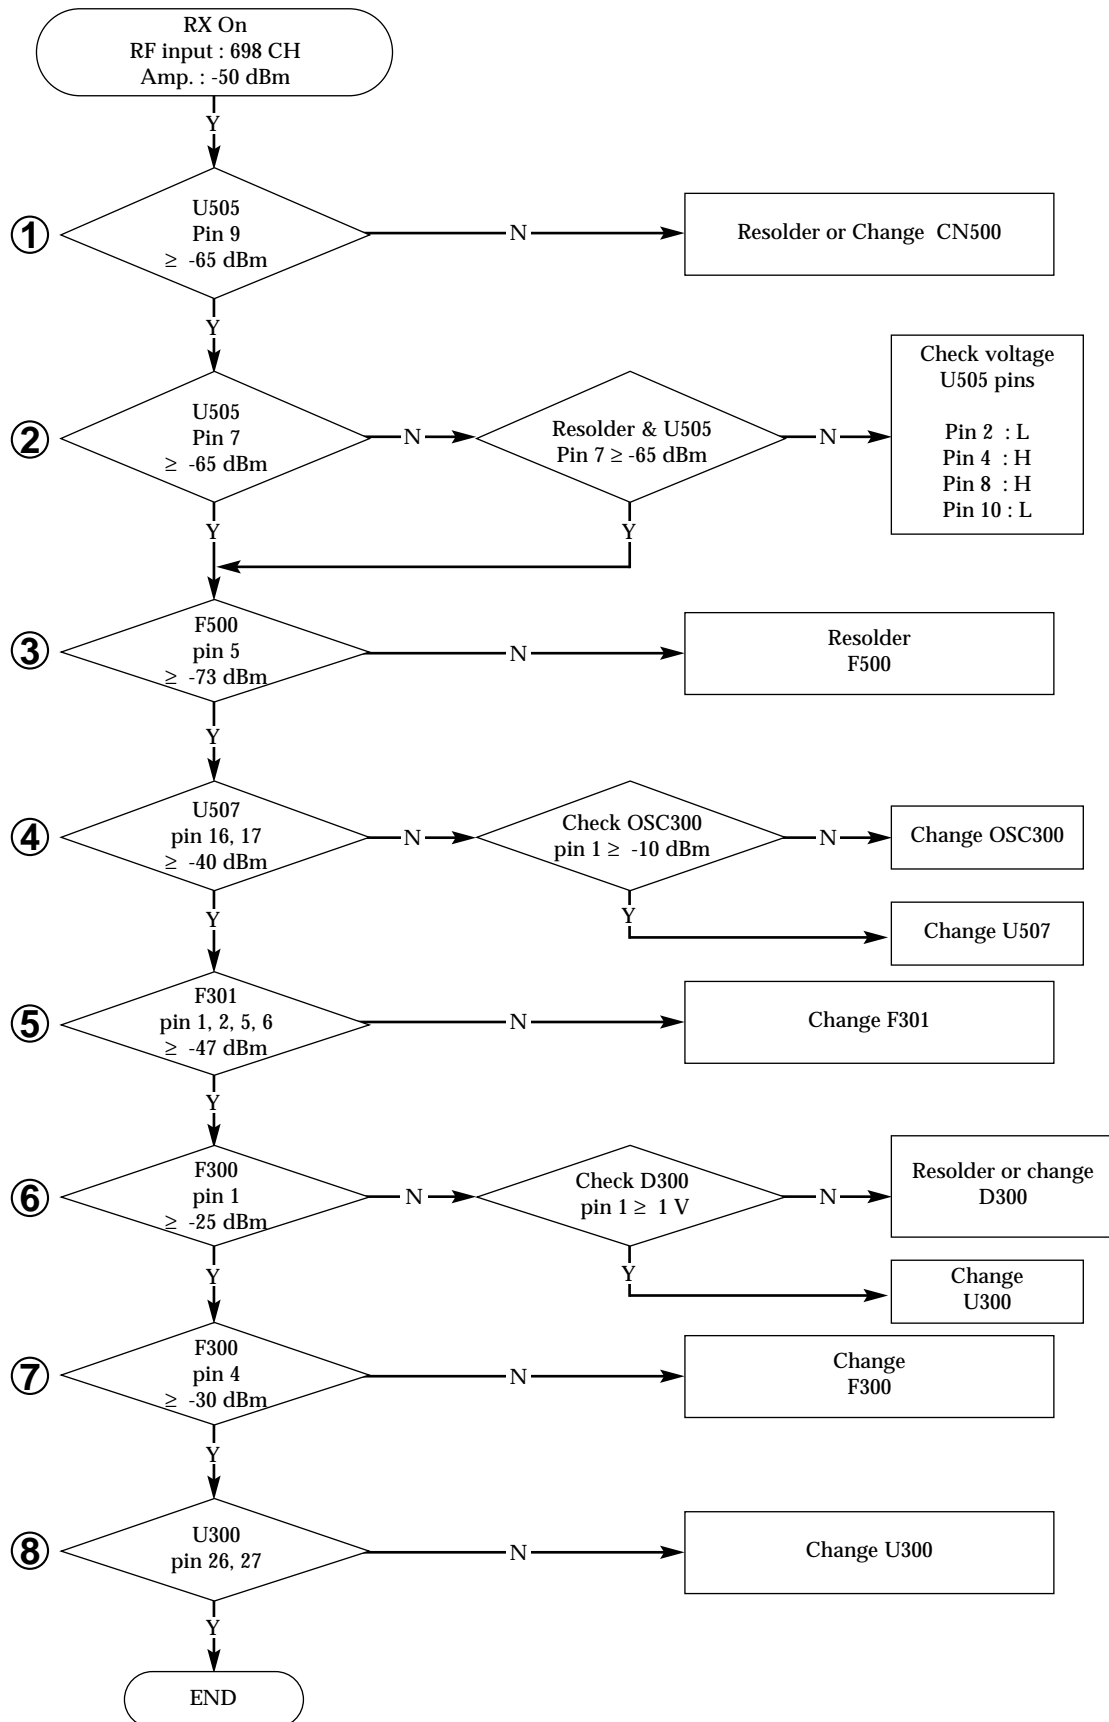 RX On
RF input : 698 CH
Amp. : -50 dBm
Y
1
U505
Pin 9
≥ -65 dBm
N
Resolder or Change CN500
Y
2
U505
Pin 7
≥ -65 dBm
N
Resolder & U505
Pin 7 ≥ -65 dBm
N
Check voltage
U505 pins
Pin 2 : L
Pin 4 : H
Pin 8 : H
Pin 10 : L
Y
Y
3
F500
pin 5
≥ -73 dBm
N
Resolder
F500
Y
4
U507
pin 16, 17
≥ -40 dBm
N
Check OSC300
pin 1 ≥ -10 dBm
N
Change OSC300
Y
Y
Change U507
5
F301
pin 1, 2, 5, 6
≥ -47 dBm
N
Change F301
Y
6
F300
pin 1
≥ -25 dBm
N
Check D300
pin 1 ≥ 1 V
N
Resolder or change
D300
Y
Y
Change
U300
7
F300
pin 4
≥ -30 dBm
N
Change
F300
Y
8
U300
pin 26, 27
N
Change U300
Y
END